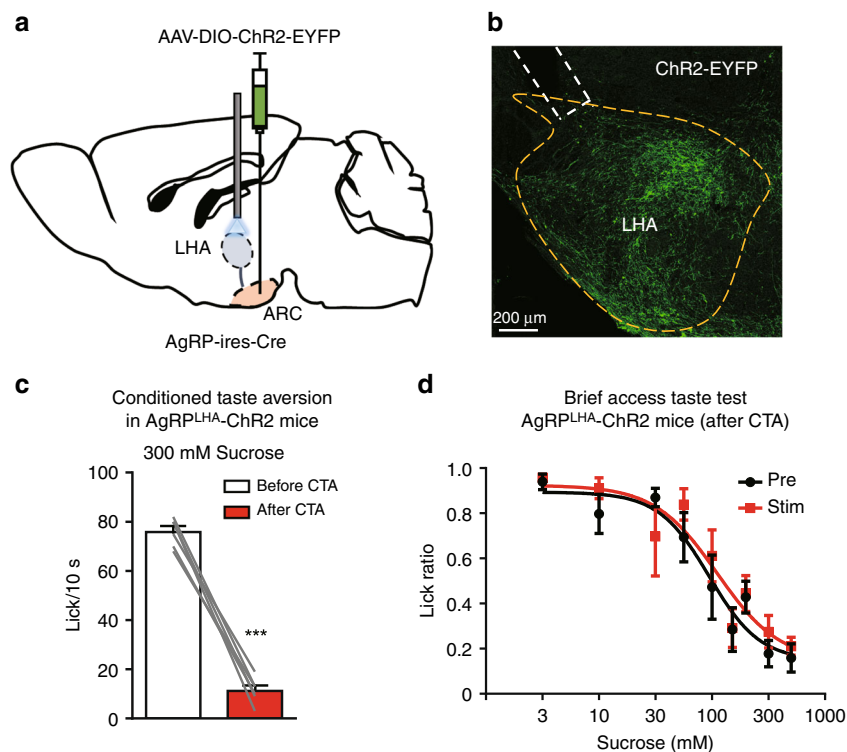 a
AAV-DIO-ChR2-EYFP
LHA
ARC
AgRP-ires-Cre
b
ChR2-EYFP
LHA
200 μm
c
Conditioned taste aversion
in AgRP^LHA-ChR2 mice
300 mM Sucrose
Before CTA
After CTA
Lick/10 s
100
80
60
40
20
0
***
d
Brief access taste test
AgRP^LHA-ChR2 mice (after CTA)
Pre
Stim
Lick ratio
1.0
0.8
0.6
0.4
0.2
0
3 10 30 100 300 1000
Sucrose (mM)